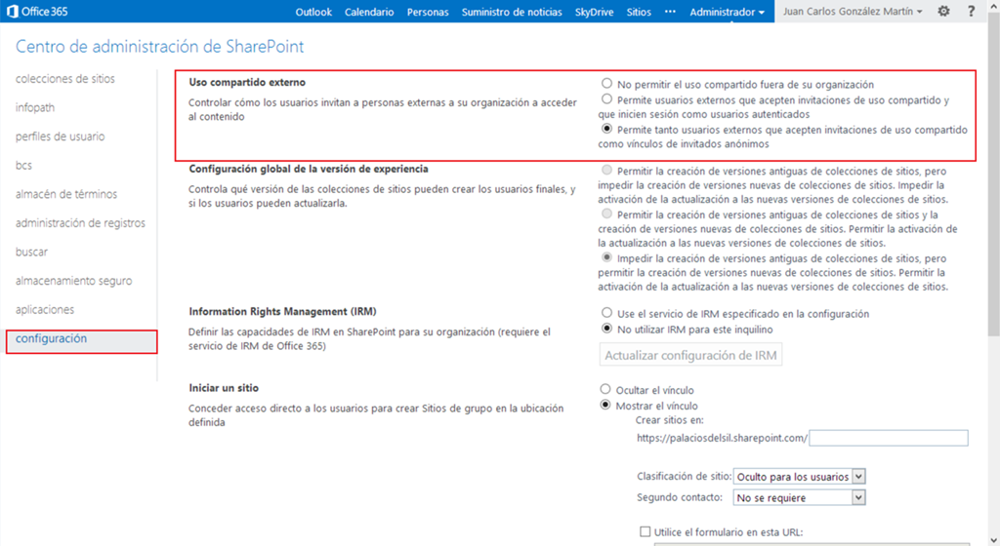 Office 365
Outlook Calendario Personas Suministro de noticias SkyDrive Sitios ··· Administrador Juan Carlos González Martín ?
Centro de administración de SharePoint
colecciones de sitios
infopath
perfiles de usuario
bcs
almacén de términos
administración de registros
buscar
almacenamiento seguro
aplicaciones
configuración
Uso compartido externo
Controlar cómo los usuarios invitan a personas externas a su organización a acceder
al contenido
No permitir el uso compartido fuera de su organización
Permite usuarios externos que acepten invitaciones de uso compartido y
que inicien sesión como usuarios autenticados
Permite tanto usuarios externos que acepten invitaciones de uso compartido
como vínculos de invitados anónimos
Configuración global de la versión de experiencia
Controla qué versión de las colecciones de sitios pueden crear los usuarios finales, y
si los usuarios pueden actualizarla.
Permitir la creación de versiones antiguas de colecciones de sitios, pero
impedir la creación de versiones nuevas de colecciones de sitios. Impedir la
activación de la actualización a las nuevas versiones de colecciones de sitios.
Permitir la creación de versiones antiguas de colecciones de sitios y la
creación de versiones nuevas de colecciones de sitios. Permitir la activación de
la actualización a las nuevas versiones de colecciones de sitios.
Impedir la creación de versiones antiguas de colecciones de sitios, pero
permitir la creación de versiones nuevas de colecciones de sitios. Permitir la
activación de la actualización a las nuevas versiones de colecciones de sitios.
Information Rights Management (IRM)
Definir las capacidades de IRM en SharePoint para su organización (requiere el
servicio de IRM de Office 365)
Use el servicio de IRM especificado en la configuración
No utilizar IRM para este inquilino
Actualizar configuración de IRM
Iniciar un sitio
Conceder acceso directo a los usuarios para crear Sitios de grupo en la ubicación
definida
Ocultar el vínculo
Mostrar el vínculo
Crear sitios en:
https://palaciosdelsil.sharepoint.com/
Clasificación de sitio: Oculto para los usuarios
Segundo contacto: No se requiere
Utilice el formulario en esta URL: